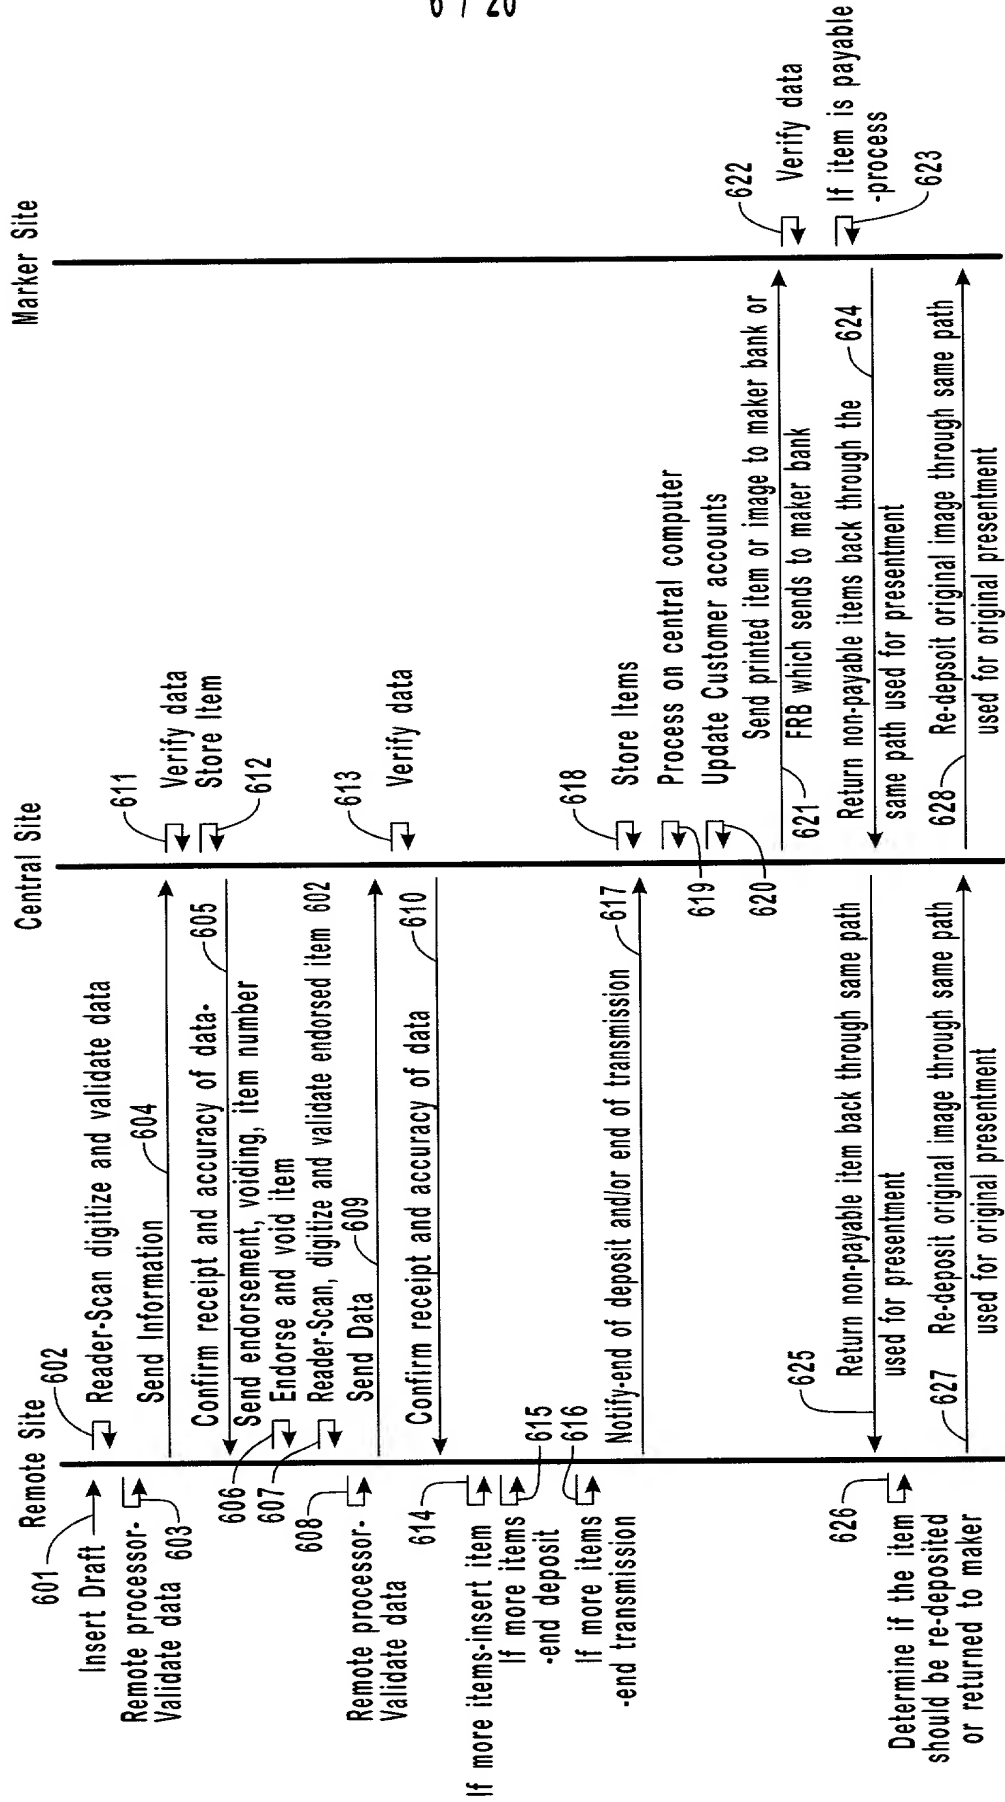 6 / 20
Remote Site
Central Site
Marker Site
601
Insert Draft
602
Reader-Scan digitize and validate data
Remote processor-
Validate data
603
Send Information
604
611
Verify data
Store Item
612
Confirm receipt and accuracy of data-
605
Send endorsement, voiding, item number
606
Endorse and void item
607
Reader-Scan, digitize and validate endorsed item 602
608
Remote processor-
Validate data
Send Data
609
613
Verify data
Confirm receipt and accuracy of data
610
614
If more items-insert item
If more items
-end deposit
615
616
If more items
-end transmission
Notify-end of deposit and/or end of transmission
617
618
Store Items
Process on central computer
619
Update Customer accounts
620
Send printed item or image to maker bank or
FRB which sends to maker bank
621
622
Verify data
If item is payable
-process
623
Return non-payable items back through the
same path used for presentment
624
625
Return non-payable item back through same path
used for presentment
626
Determine if the item
should be re-deposited
or returned to maker
627
Re-deposit original image through same path
used for original presentment
628
Re-depsoit original image through same path
used for original presentment